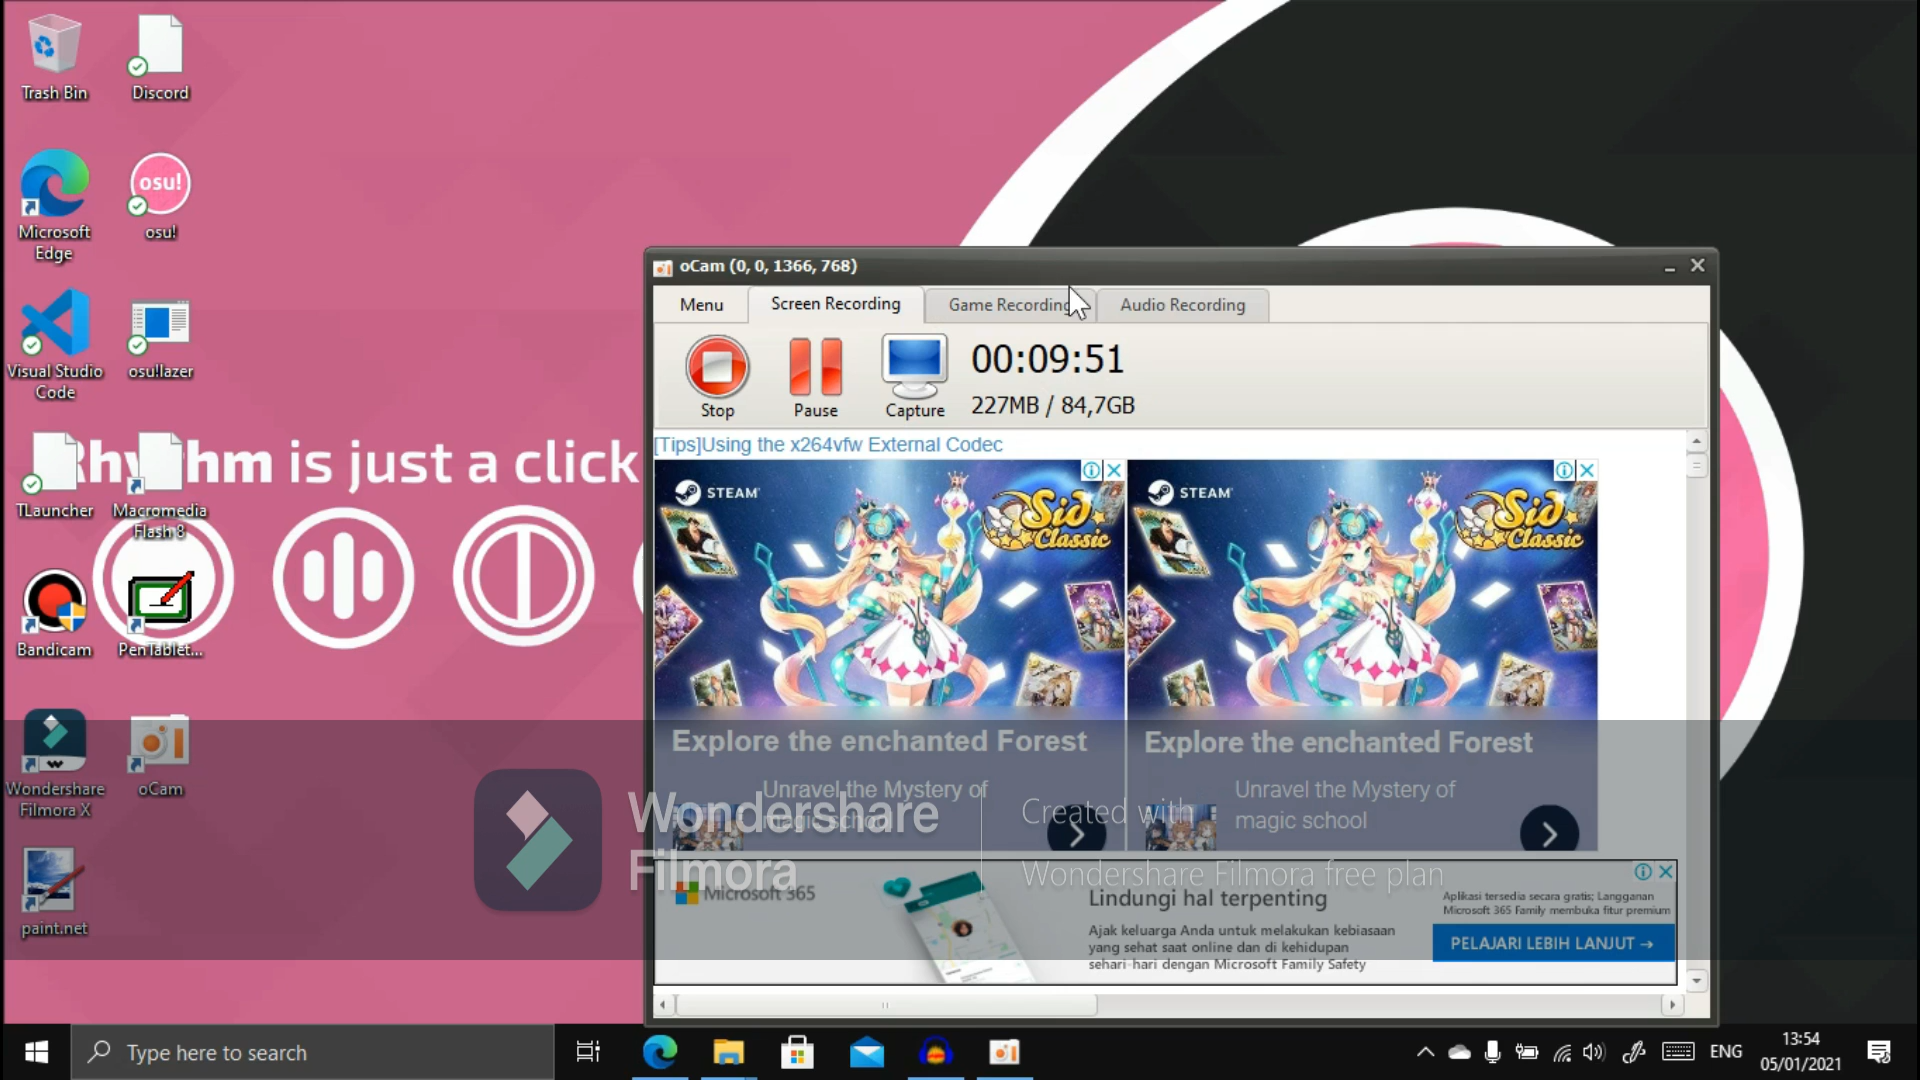 Trash Bin
Discord
Microsoft
Edge
osu!
osu!
Visual Studio
Code
osu!lazer
Rhythm is just a click
TLauncher
Macromedia
Flash 8
Bandicam
PenTablet...
Wondershare
Filmora X
oCam
paint.net
oCam (0, 0, 1366, 768)
Menu
Screen Recording
Game Recording
Audio Recording
Stop
Pause
Capture
00:09:51
227MB / 84,7GB
[Tips]Using the x264vfw External Codec
STEAM
Sid
Classic
Explore the enchanted Forest
Unravel the Mystery of
magic school
STEAM
Sid
Classic
Explore the enchanted Forest
Unravel the Mystery of
magic school
Wondershare
Filmora
Created with
Wondershare Filmora free plan
Microsoft 365
Lindungi hal terpenting
Ajak keluarga Anda untuk melakukan kebiasaan
yang sehat saat online dan di kehidupan
sehari-hari dengan Microsoft Family Safety
Aplikasi tersedia secara gratis; Langganan
Microsoft 365 Family membuka fitur premium
PELAJARI LEBIH LANJUT →
Type here to search
ENG
13:54
05/01/2021